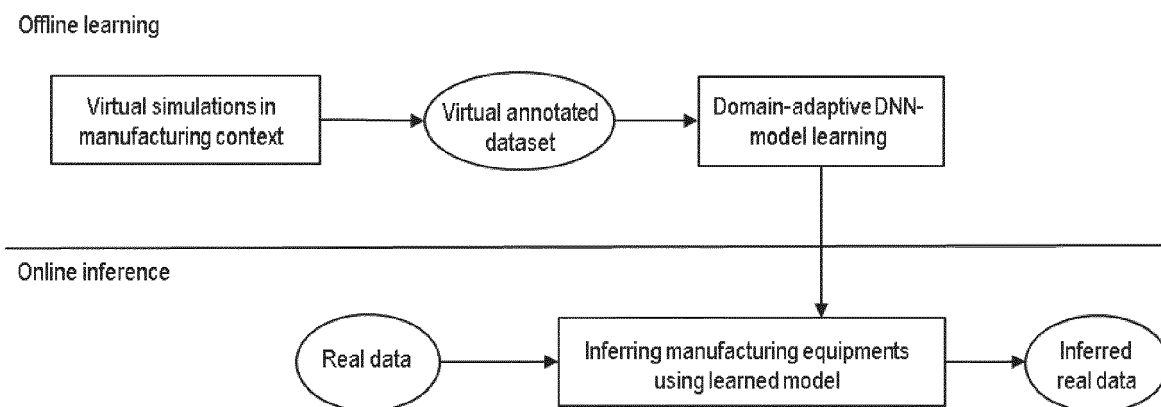 Offline learning
Virtual simulations in
manufacturing context
Virtual annotated
dataset
Domain-adaptive DNN-
model learning
Online inference
Real data
Inferring manufacturing equipments
using learned model
Inferred
real data